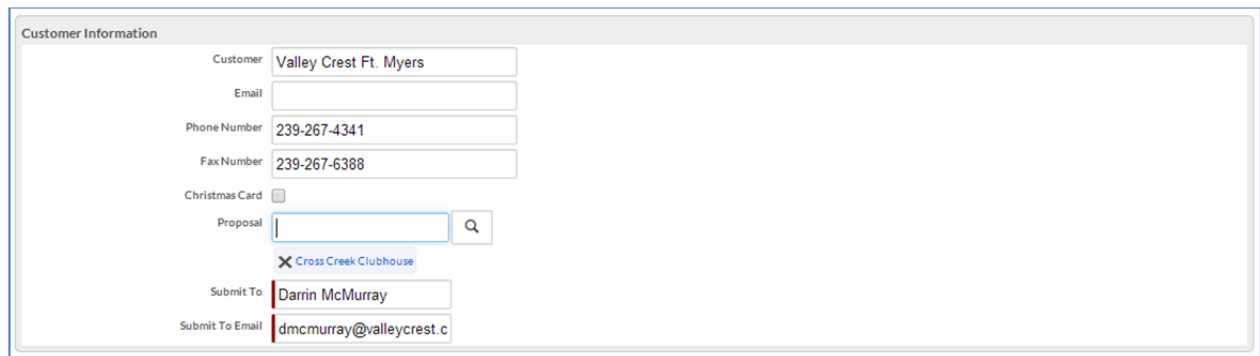 Customer Information
Customer Valley Crest Ft. Myers
Email
Phone Number 239-267-4341
Fax Number 239-267-6388
Christmas Card
Proposal
Cross Creek Clubhouse
Submit To Darrin McMurray
Submit To Email dmcmurray@valleycrest.c